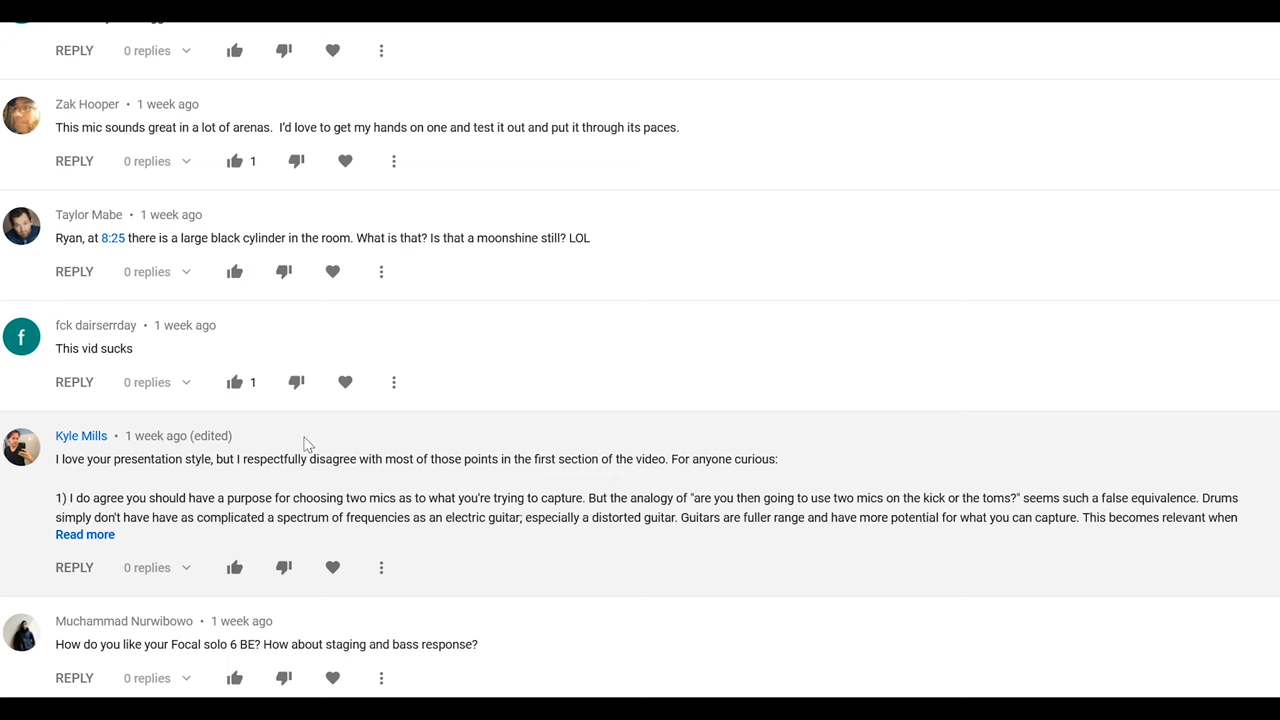 REPLY 0 replies
Zak Hooper • 1 week ago
This mic sounds great in a lot of arenas. I'd love to get my hands on one and test it out and put it through its paces.
REPLY 0 replies 1
Taylor Mabe • 1 week ago
Ryan, at 8:25 there is a large black cylinder in the room. What is that? Is that a moonshine still? LOL
REPLY 0 replies
f
fck dairserrday • 1 week ago
This vid sucks
REPLY 0 replies 1
Kyle Mills • 1 week ago (edited)
I love your presentation style, but I respectfully disagree with most of those points in the first section of the video. For anyone curious:
1) I do agree you should have a purpose for choosing two mics as to what you're trying to capture. But the analogy of "are you then going to use two mics on the kick or the toms?" seems such a false equivalence. Drums
simply don't have have as complicated a spectrum of frequencies as an electric guitar; especially a distorted guitar. Guitars are fuller range and have more potential for what you can capture. This becomes relevant when
Read more
REPLY 0 replies
Muchammad Nurwibowo • 1 week ago
How do you like your Focal solo 6 BE? How about staging and bass response?
REPLY 0 replies